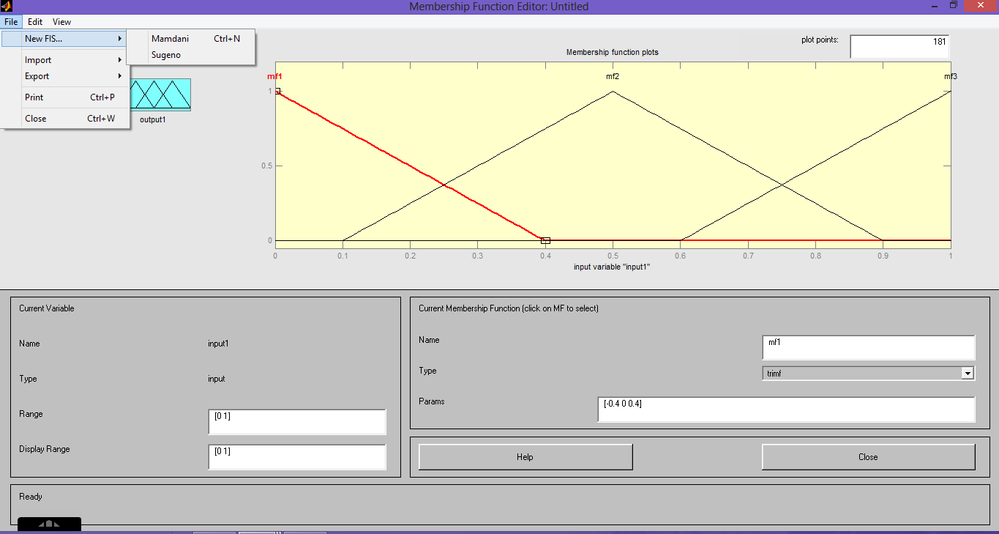 Membership Function Editor: Untitled
File Edit View
New FIS...
Mamdani Ctrl+N
Sugeno
Import
Export
Print Ctrl+P
Close Ctrl+W
output1
plot points: 181
Membership function plots
mf1 mf2 mf3
1
0.5
0
0 0.1 0.2 0.3 0.4 0.5 0.6 0.7 0.8 0.9 1
input variable "input1"
Current Variable
Name input1
Type input
Range [0 1]
Display Range [0 1]
Current Membership Function (click on MF to select)
Name mf1
Type trimf
Params [-0.4 0 0.4]
Help Close
Ready